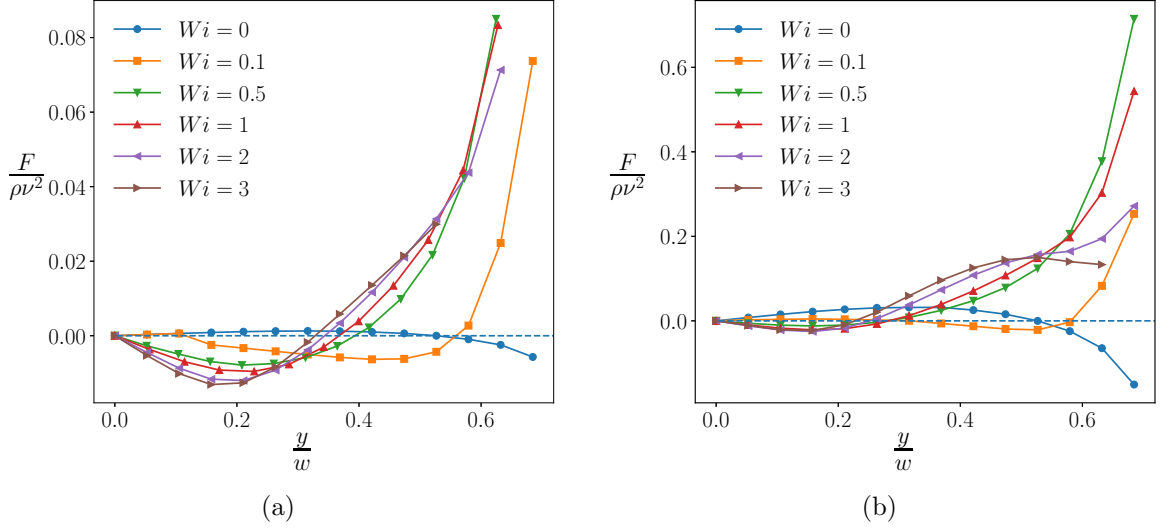 0.08
0.06
0.04
0.02
0.00
F
ρν²
Wi = 0
Wi = 0.1
Wi = 0.5
Wi = 1
Wi = 2
Wi = 3
0.0 0.2 0.4 0.6
y
w
(a)
0.6
0.4
0.2
0.0
F
ρν²
Wi = 0
Wi = 0.1
Wi = 0.5
Wi = 1
Wi = 2
Wi = 3
0.0 0.2 0.4 0.6
y
w
(b)